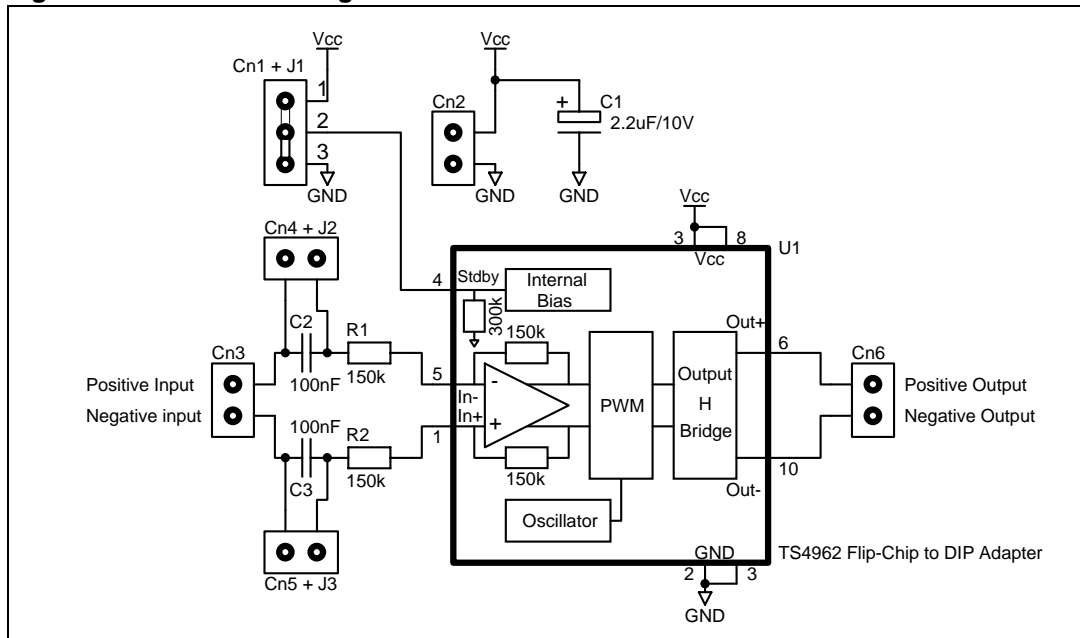 Vcc
Vcc
Cn1 + J1
1
2
3
GND
Cn2
+
C1
2.2uF/10V
GND
GND
Vcc
3
8
Vcc
U1
Cn4 + J2
4
Stdby
Internal
Bias
300k
150k
Out+
6
C2
R1
Cn3
100nF
150k
5
Cn6
Positive Input
Negative input
In-
In+
-
+
PWM
Output
H
Bridge
Positive Output
Negative Output
100nF
R2
1
C3
150k
150k
10
Out-
Oscillator
Cn5 + J3
GND
TS4962 Flip-Chip to DIP Adapter
2
3
GND